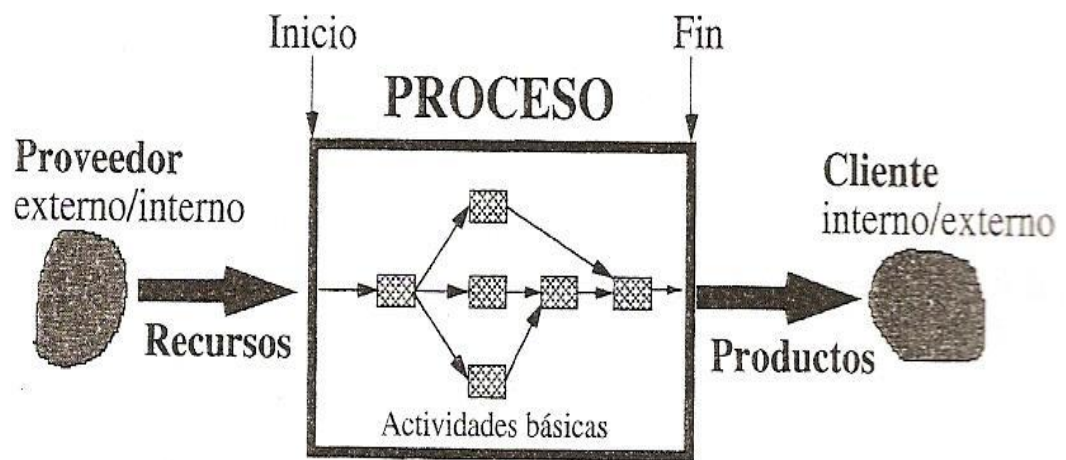 Inicio
Fin
PROCESO
Proveedor
externo/interno
Cliente
interno/externo
Recursos
Productos
Actividades básicas